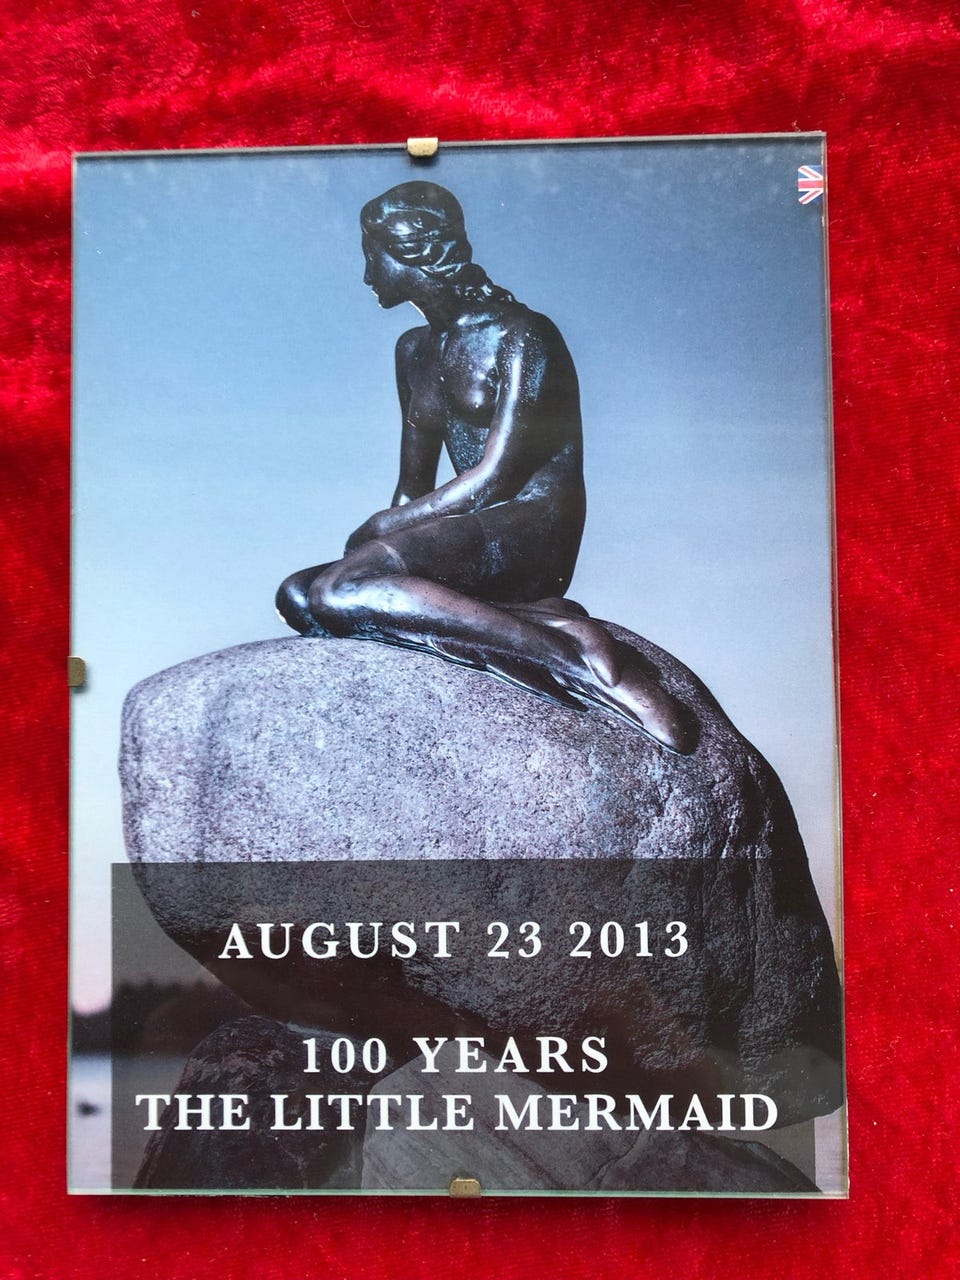 AUGUST 23 2013
100 YEARS
THE LITTLE MERMAID